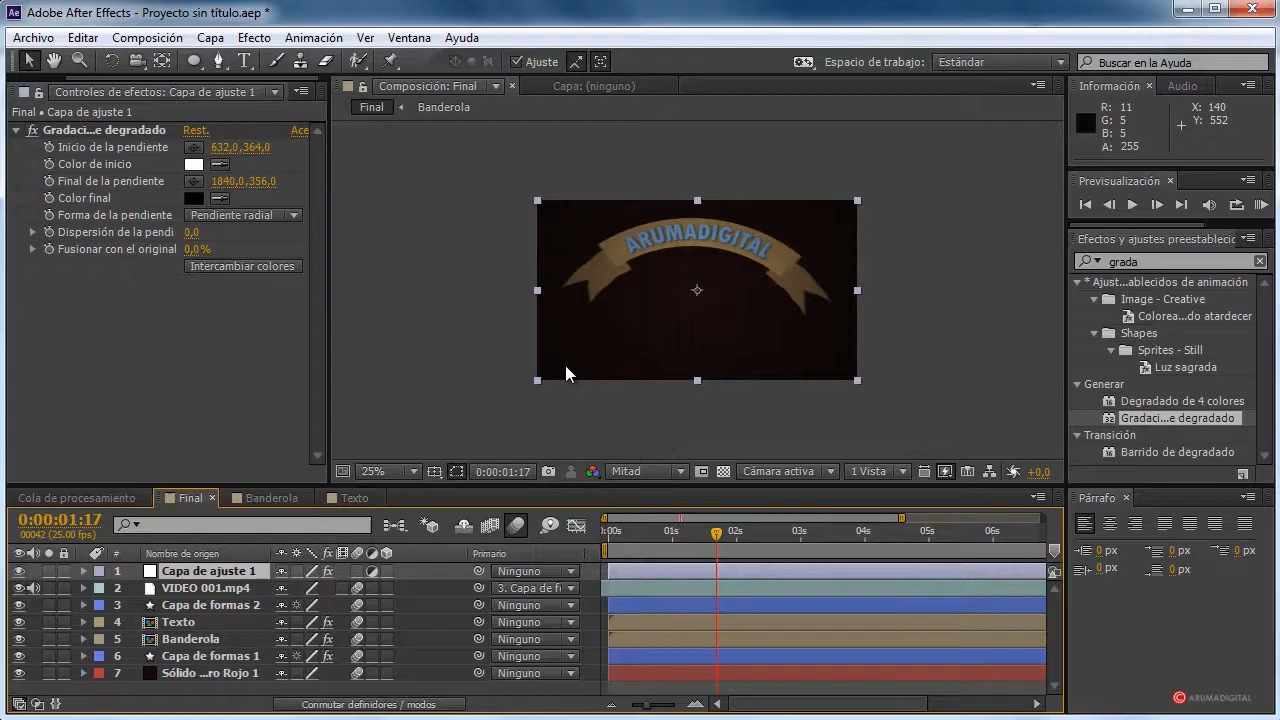 Adobe After Effects - Proyecto sin título.aep *
Archivo Editar Composición Capa Efecto Animación Ver Ventana Ayuda
Ajuste Espacio de trabajo: Estándar Buscar en la Ayuda
Controles de efectos: Capa de ajuste 1
Final • Capa de ajuste 1
Gradaci...e degradado Rest. Ace
Inicio de la pendiente 632,0,364,0
Color de inicio
Final de la pendiente 1840,0,356,0
Color final
Forma de la pendiente Pendiente radial
Dispersión de la pendi 0,0
Fusionar con el original 0,0%
Intercambiar colores
Composición: Final Capa: (ninguno)
Final Banderola
ARUMADIGITAL
25% 0:00:01:17 Mitad Cámara activa 1 Vista +0,0
Información Audio
R: 11 X: 140
G: 5 Y: 552
B: 5
A: 255
Previsualización
Efectos y ajustes preestablecic
grada
* Ajust...ablecidos de animación
Image - Creative
Colorea...do atardecer
Shapes
Sprites - Still
Luz sagrada
Generar
Degradado de 4 colores
Gradaci...e degradado
Transición
Barrido de degradado
Párrafo
0 px 0 px 0 px
0 px 0 px
Cola de procesamiento Final Banderola Texto
0:00:01:17
00042 (25.00 fps)
):00s 01s 02s 03s 04s 05s 06s
# Nombre de origen Primario
1 Capa de ajuste 1 fx Ninguno
2 VIDEO 001.mp4 3. Capa de f
3 Capa de formas 2 Ninguno
4 Texto fx Ninguno
5 Banderola fx Ninguno
6 Capa de formas 1 fx Ninguno
7 Sólido ...ro Rojo 1 Ninguno
Conmutar definidores / modos
ARUMADIGITAL